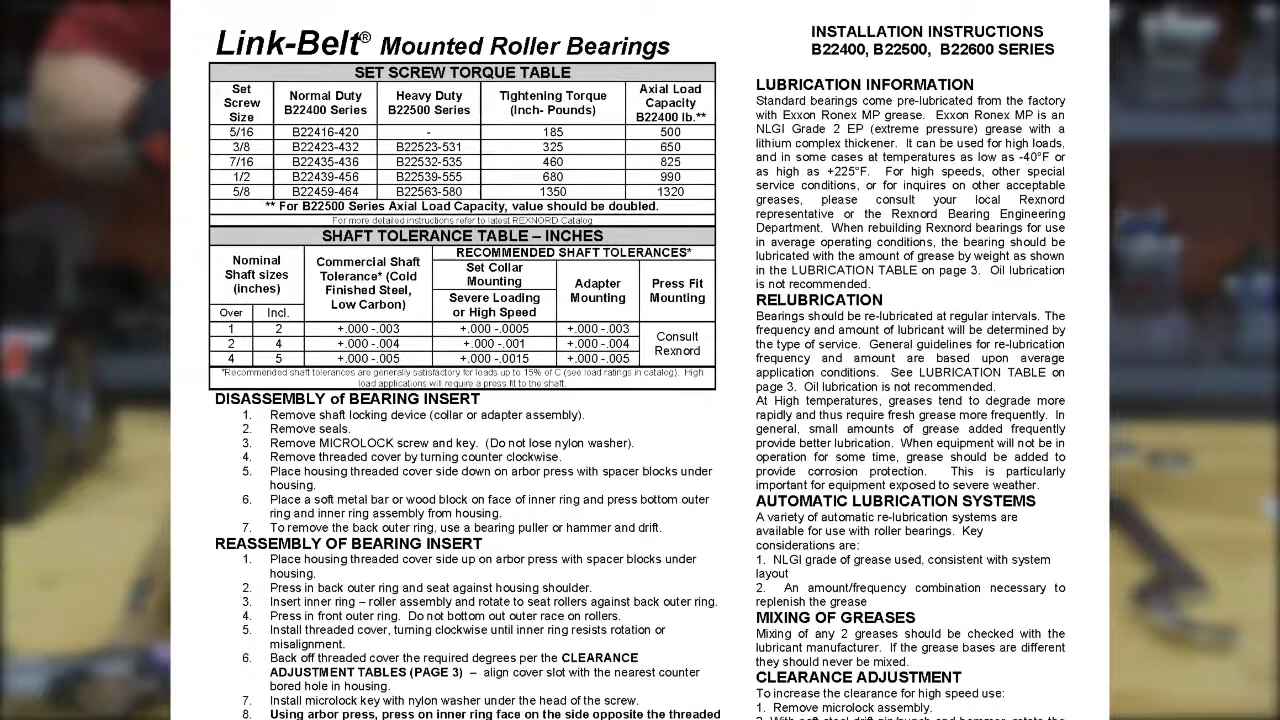 Link-Belt® Mounted Roller Bearings
SET SCREW TORQUE TABLE
Set Screw Size | Normal Duty B22400 Series | Heavy Duty B22500 Series | Tightening Torque (Inch- Pounds) | Axial Load Capacity B22400 lb.**
5/16 | B22416-420 | - | 185 | 500
3/8 | B22423-432 | B22523-531 | 325 | 650
7/16 | B22435-436 | B22532-535 | 460 | 825
1/2 | B22439-456 | B22539-555 | 680 | 990
5/8 | B22459-464 | B22563-580 | 1350 | 1320
** For B22500 Series Axial Load Capacity, value should be doubled.
For more detailed instructions refer to latest REXNORD Catalog
SHAFT TOLERANCE TABLE – INCHES
Nominal Shaft sizes (inches) | Commercial Shaft Tolerance* (Cold Finished Steel, Low Carbon) | RECOMMENDED SHAFT TOLERANCES*
Set Collar Mounting | Adapter Mounting | Press Fit Mounting
Severe Loading or High Speed
Over | Incl.
1 | 2 | +.000 -.003 | +.000 -.0005 | +.000 -.003 | Consult Rexnord
2 | 4 | +.000 -.004 | +.000 -.001 | +.000 -.004
4 | 5 | +.000 -.005 | +.000 -.0015 | +.000 -.005
*Recommended shaft tolerances are generally satisfactory for loads up to 15% of C (see load ratings in catalog). High
load applications will require a press fit to the shaft.
DISASSEMBLY of BEARING INSERT
1. Remove shaft locking device (collar or adapter assembly).
2. Remove seals.
3. Remove MICROLOCK screw and key. (Do not lose nylon washer).
4. Remove threaded cover by turning counter clockwise.
5. Place housing threaded cover side down on arbor press with spacer blocks under
housing.
6. Place a soft metal bar or wood block on face of inner ring and press bottom outer
ring and inner ring assembly from housing.
7. To remove the back outer ring, use a bearing puller or hammer and drift.
REASSEMBLY OF BEARING INSERT
1. Place housing threaded cover side up on arbor press with spacer blocks under
housing.
2. Press in back outer ring and seat against housing shoulder.
3. Insert inner ring – roller assembly and rotate to seat rollers against back outer ring.
4. Press in front outer ring. Do not bottom out outer race on rollers.
5. Install threaded cover, turning clockwise until inner ring resists rotation or
misalignment.
6. Back off threaded cover the required degrees per the CLEARANCE
ADJUSTMENT TABLES (PAGE 3) – align cover slot with the nearest counter
bored hole in housing.
7. Install microlock key with nylon washer under the head of the screw.
8. Using arbor press, press on inner ring face on the side opposite the threaded
INSTALLATION INSTRUCTIONS
B22400, B22500, B22600 SERIES
LUBRICATION INFORMATION
Standard bearings come pre-lubricated from the factory
with Exxon Ronex MP grease. Exxon Ronex MP is an
NLGI Grade 2 EP (extreme pressure) grease with a
lithium complex thickener. It can be used for high loads,
and in some cases at temperatures as low as -40°F or
as high as +225°F. For high speeds, other special
service conditions, or for inquires on other acceptable
greases, please consult your local Rexnord
representative or the Rexnord Bearing Engineering
Department. When rebuilding Rexnord bearings for use
in average operating conditions, the bearing should be
lubricated with the amount of grease by weight as shown
in the LUBRICATION TABLE on page 3. Oil lubrication
is not recommended.
RELUBRICATION
Bearings should be re-lubricated at regular intervals. The
frequency and amount of lubricant will be determined by
the type of service. General guidelines for re-lubrication
frequency and amount are based upon average
application conditions. See LUBRICATION TABLE on
page 3. Oil lubrication is not recommended.
At High temperatures, greases tend to degrade more
rapidly and thus require fresh grease more frequently. In
general, small amounts of grease added frequently
provide better lubrication. When equipment will not be in
operation for some time, grease should be added to
provide corrosion protection. This is particularly
important for equipment exposed to severe weather.
AUTOMATIC LUBRICATION SYSTEMS
A variety of automatic re-lubrication systems are
available for use with roller bearings. Key
considerations are:
1. NLGI grade of grease used, consistent with system
layout
2. An amount/frequency combination necessary to
replenish the grease
MIXING OF GREASES
Mixing of any 2 greases should be checked with the
lubricant manufacturer. If the grease bases are different
they should never be mixed.
CLEARANCE ADJUSTMENT
To increase the clearance for high speed use:
1. Remove microlock assembly.